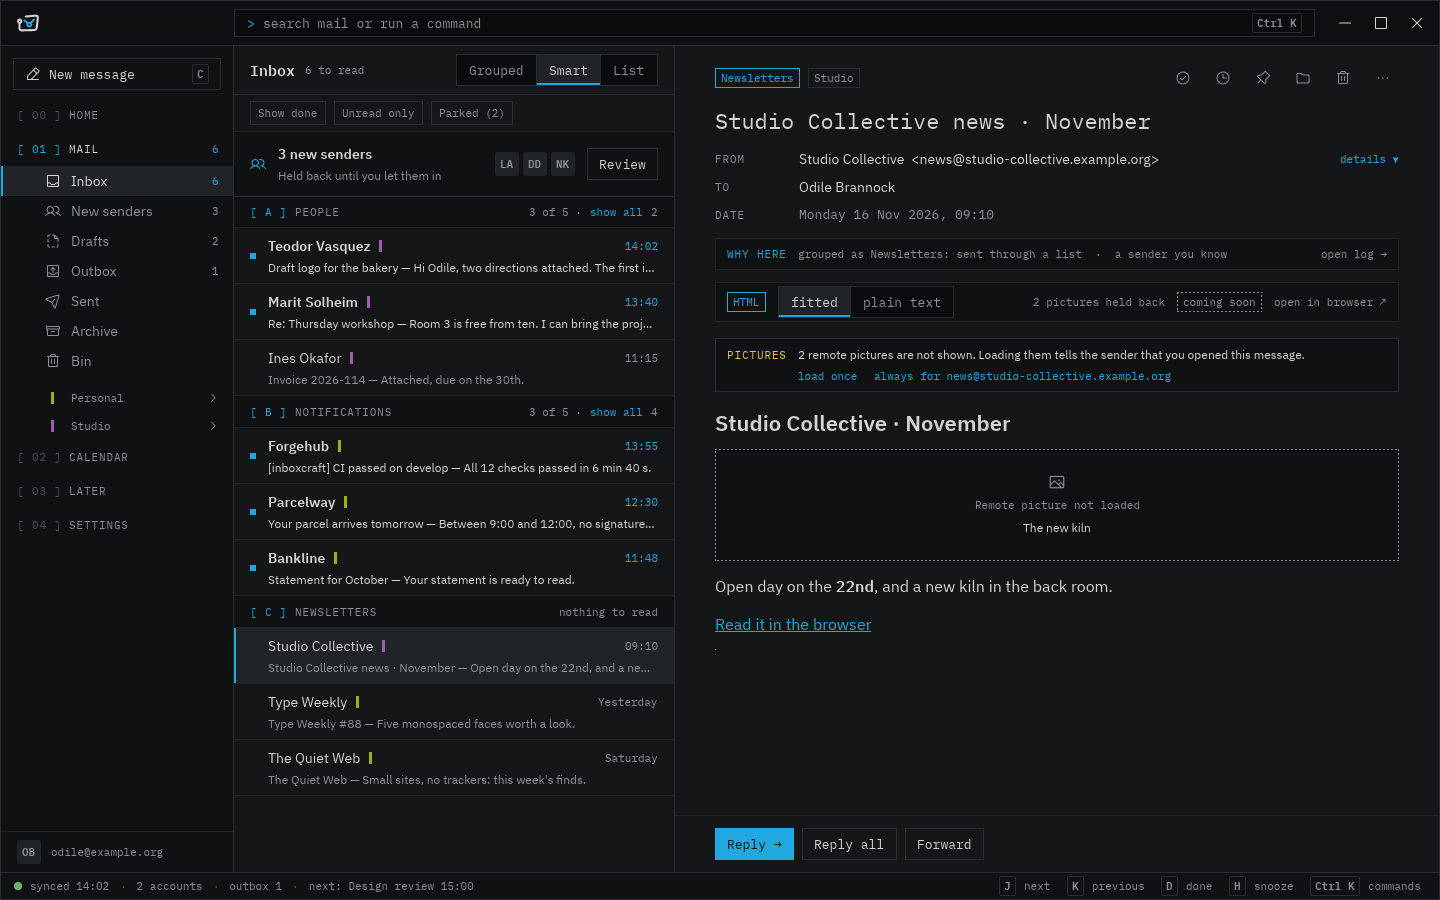 > search mail or run a command Ctrl K
New message C
[ 00 ] HOME
[ 01 ] MAIL 6
Inbox 6
New senders 3
Drafts 2
Outbox 1
Sent
Archive
Bin
Personal
Studio
[ 02 ] CALENDAR
[ 03 ] LATER
[ 04 ] SETTINGS
OB odile@example.org
Inbox 6 to read Grouped Smart List
Show done Unread only Parked (2)
3 new senders
Held back until you let them in
LA DD NK Review
[ A ] PEOPLE 3 of 5 · show all 2
Teodor Vasquez 14:02
Draft logo for the bakery — Hi Odile, two directions attached. The first i...
Marit Solheim 13:40
Re: Thursday workshop — Room 3 is free from ten. I can bring the proj...
Ines Okafor 11:15
Invoice 2026-114 — Attached, due on the 30th.
[ B ] NOTIFICATIONS 3 of 5 · show all 4
Forgehub 13:55
[inboxcraft] CI passed on develop — All 12 checks passed in 6 min 40 s.
Parcelway 12:30
Your parcel arrives tomorrow — Between 9:00 and 12:00, no signature...
Bankline 11:48
Statement for October — Your statement is ready to read.
[ C ] NEWSLETTERS nothing to read
Studio Collective 09:10
Studio Collective news · November — Open day on the 22nd, and a ne...
Type Weekly Yesterday
Type Weekly #88 — Five monospaced faces worth a look.
The Quiet Web Saturday
The Quiet Web — Small sites, no trackers: this week's finds.
Newsletters Studio
Studio Collective news · November
FROM Studio Collective <news@studio-collective.example.org> details ▾
TO Odile Brannock
DATE Monday 16 Nov 2026, 09:10
WHY HERE grouped as Newsletters: sent through a list · a sender you know open log →
HTML fitted plain text 2 pictures held back coming soon open in browser ↗
PICTURES 2 remote pictures are not shown. Loading them tells the sender that you opened this message.
load once always for news@studio-collective.example.org
Studio Collective · November
Remote picture not loaded
The new kiln
Open day on the 22nd, and a new kiln in the back room.
Read it in the browser
Reply → Reply all Forward
synced 14:02 · 2 accounts · outbox 1 · next: Design review 15:00
J next K previous D done H snooze Ctrl K commands